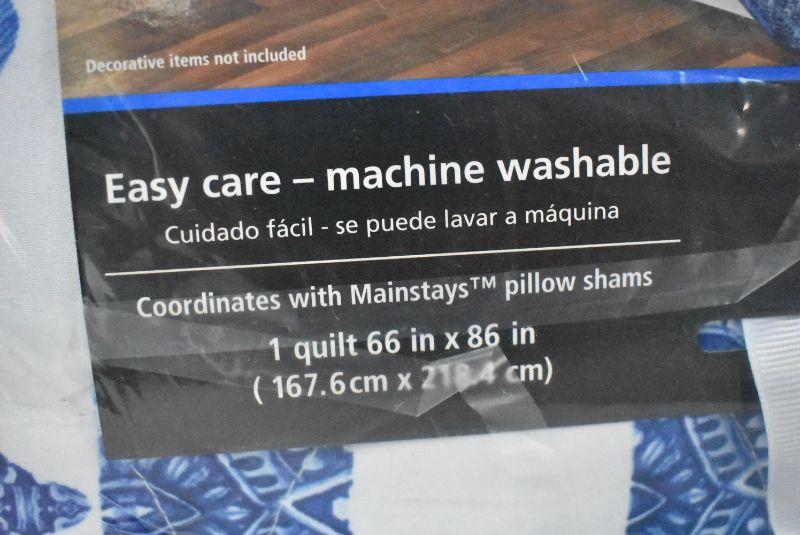 Decorative items not included
Easy care – machine washable
Cuidado fácil - se puede lavar a máquina
Coordinates with Mainstays™ pillow shams
1 quilt 66 in x 86 in
( 167.6cm x 218.4 cm)